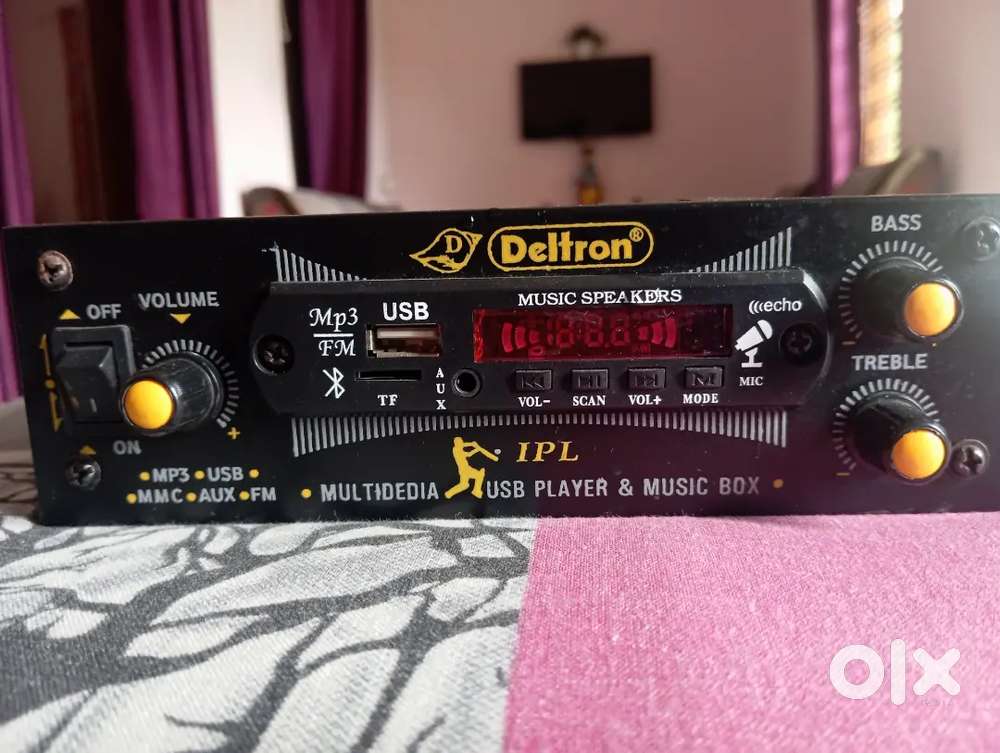 D Deltron®
OFF VOLUME
ON
+
• MP3 • USB •
• MMC • AUX • FM
Mp3
FM
USB
TF
AUX
MUSIC SPEAKERS
VOL- SCAN VOL+ MODE
echo
MIC
BASS
TREBLE
IPL
• MULTIDEDIA USB PLAYER & MUSIC BOX •
olx